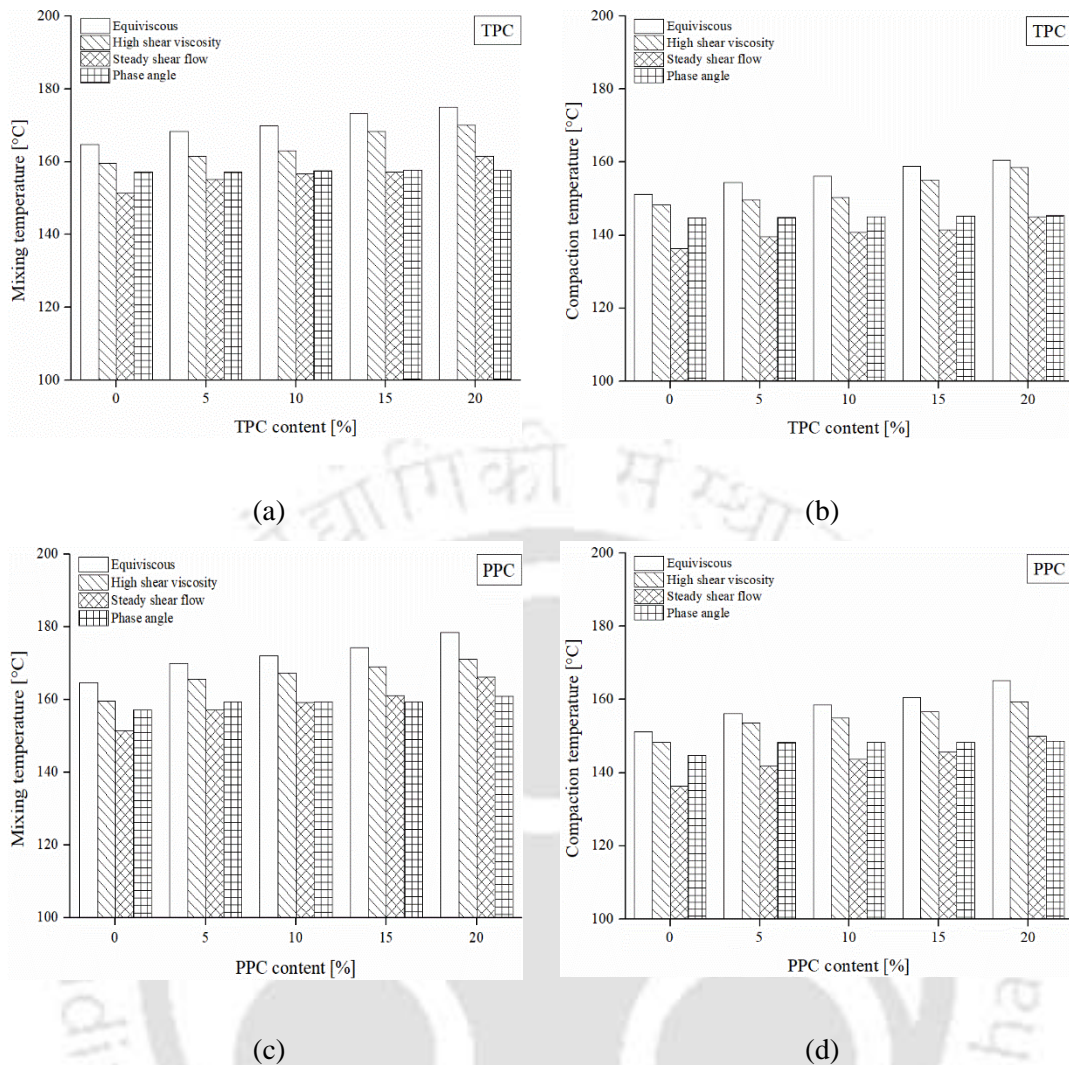 200
180
160
140
120
100
Mixing temperature [°C]
Equiviscous
High shear viscosity
Steady shear flow
Phase angle
TPC
0 5 10 15 20
TPC content [%]
(a)
200
180
160
140
120
100
Compaction temperature [°C]
Equiviscous
High shear viscosity
Steady shear flow
Phase angle
TPC
0 5 10 15 20
TPC content [%]
(b)
200
180
160
140
120
100
Mixing temperature [°C]
Equiviscous
High shear viscosity
Steady shear flow
Phase angle
PPC
0 5 10 15 20
PPC content [%]
(c)
200
180
160
140
120
100
Compaction temperature [°C]
Equiviscous
High shear viscosity
Steady shear flow
Phase angle
PPC
0 5 10 15 20
PPC content [%]
(d)